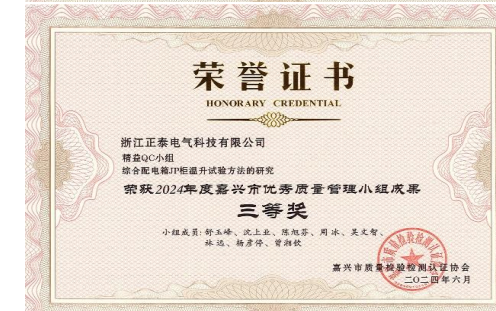 荣誉证书
HONORARY CREDENTIAL
浙江正泰电气科技有限公司
精益QC小组
综合配电箱JP柜温升试验方法的研究
荣获2024年度嘉兴市优秀质量管理小组成果
三等奖
小组成员:舒玉峰、沈上业、陈旭芬、周冰、吴文智、
林远、杨彦停、曾湘钦
嘉兴市质量检验检测认证协会
二〇二四年六月